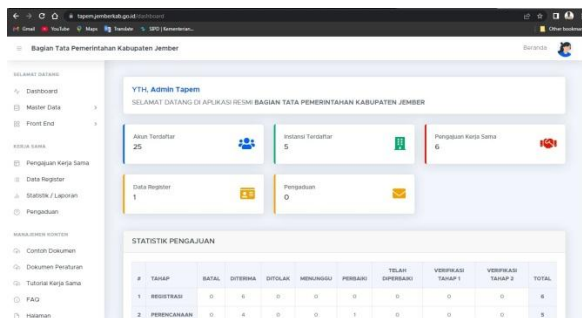 tapem.jemberkab.go.id/dashboard
Gmail YouTube Maps Translate SIPD | Kementerian... Other bookmar
Bagian Tata Pemerintahan Kabupaten Jember
Beranda
SELAMAT DATANG
Dashboard
Master Data
Front End
KERJA SAMA
Pengajuan Kerja Sama
Data Register
Statistik / Laporan
Pengaduan
MANAJEMEN KONTEN
Contoh Dokumen
Dokumen Peraturan
Tutorial Kerja Sama
FAQ
Halaman
YTH, Admin Tapem
SELAMAT DATANG DI APLIKASI RESMI BAGIAN TATA PEMERINTAHAN KABUPATEN JEMBER
Akun Terdaftar
25
Instansi Terdaftar
5
Pengajuan Kerja Sama
6
Data Register
1
Pengaduan
0
STATISTIK PENGAJUAN
# TAHAP BATAL DITERIMA DITOLAK MENUNGGU PERBAIKI TELAH DIPERBAIKI VERIFIKASI TAHAP 1 VERIFIKASI TAHAP 2 TOTAL
1 REGISTRASI 0 6 0 0 0 0 0 0 6
2 PERENCANAAN 0 4 0 0 1 0 0 0 5